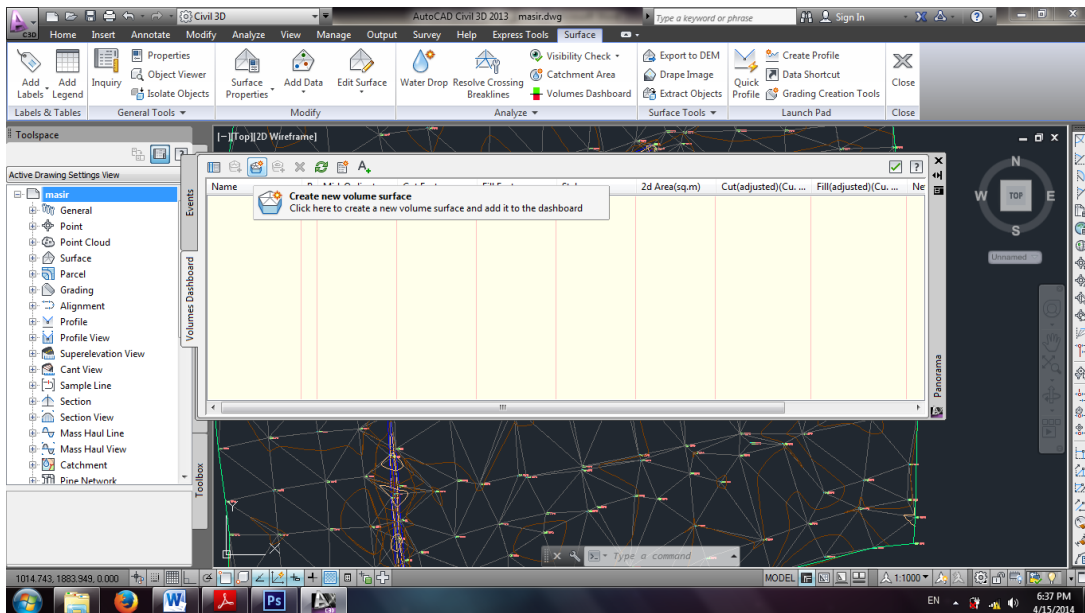 Civil 3D
AutoCAD Civil 3D 2013 masir.dwg
Type a keyword or phrase
Sign In
C3D
Home Insert Annotate Modify Analyze View Manage Output Survey Help Express Tools Surface
Add Labels
Add Legend
Inquiry
Properties
Object Viewer
Isolate Objects
Surface Properties
Add Data
Edit Surface
Water Drop
Resolve Crossing Breaklines
Visibility Check
Catchment Area
Volumes Dashboard
Export to DEM
Drape Image
Extract Objects
Quick Profile
Create Profile
Data Shortcut
Grading Creation Tools
Close
Labels & Tables General Tools Modify Analyze Surface Tools Launch Pad Close
Toolspace
[−][Top][2D Wireframe]
Active Drawing Settings View
masir
General
Point
Point Cloud
Surface
Parcel
Grading
Alignment
Profile
Profile View
Superelevation View
Cant View
Sample Line
Section
Section View
Mass Haul Line
Mass Haul View
Catchment
Pipe Network
Toolbox
Events
Volumes Dashboard
Name
2d Area(sq.m) Cut(adjusted)(Cu. ... Fill(adjusted)(Cu. ... Ne
Create new volume surface
Click here to create a new volume surface and add it to the dashboard
Panorama
N
W TOP E
S
Unnamed
Y
X
Type a command
1014.743, 1883.949, 0.000
MODEL
1:1000
W
Ps
C3D
EN
6:37 PM
4/15/2014